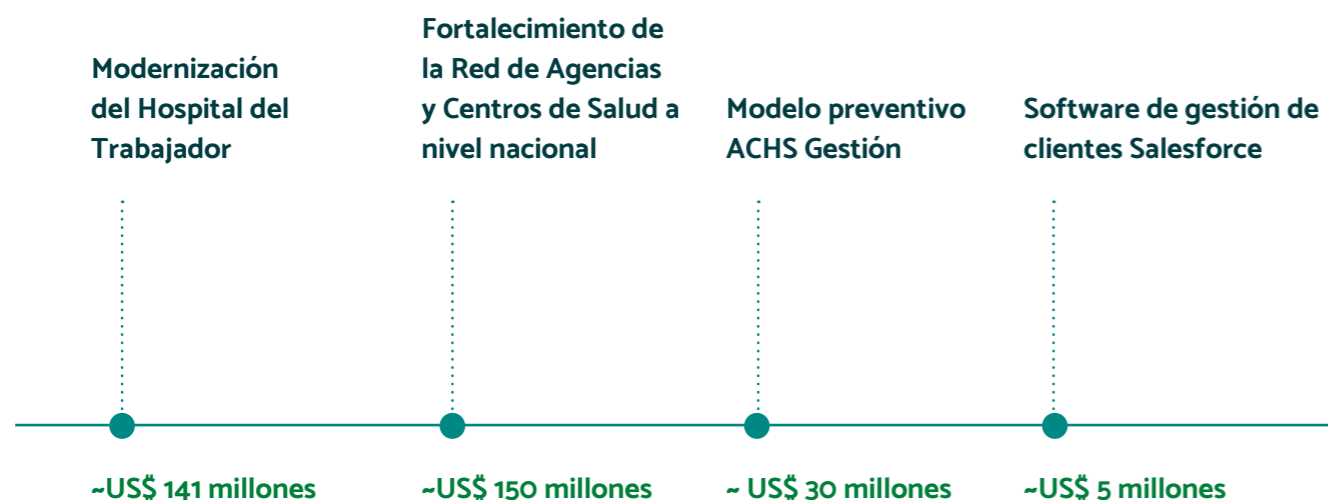 Modernización
del Hospital del
Trabajador
Fortalecimiento de
la Red de Agencias
y Centros de Salud a
nivel nacional
Modelo preventivo
ACHS Gestión
Software de gestión de
clientes Salesforce
~US$ 141 millones
~US$ 150 millones
~ US$ 30 millones
~US$ 5 millones